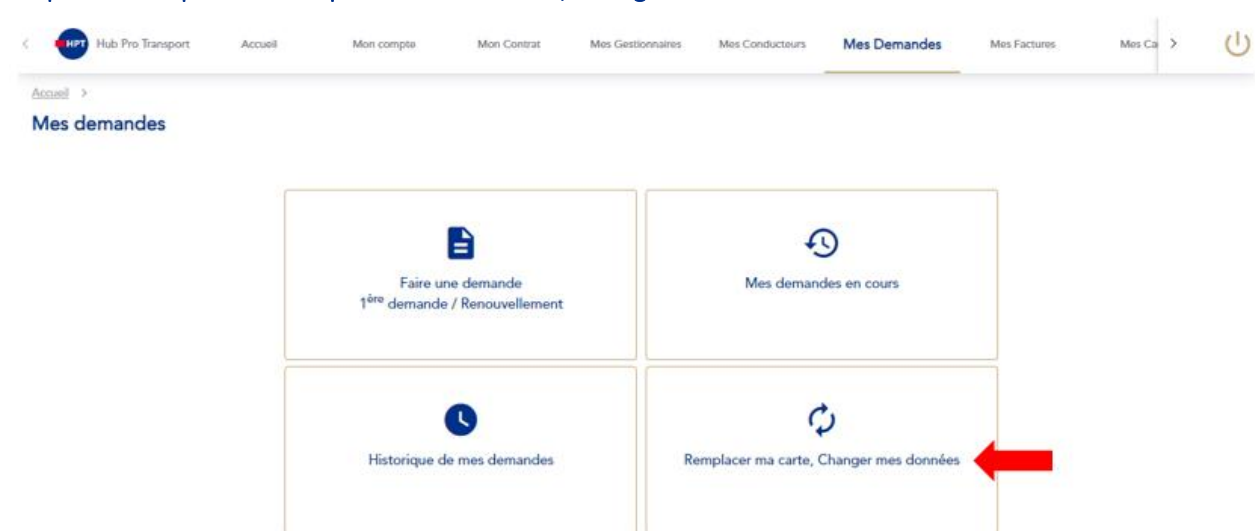 HPT Hub Pro Transport Accueil Mon compte Mon Contrat Mes Gestionnaires Mes Conducteurs Mes Demandes Mes Factures Mes Ca
Accueil >
Mes demandes
Faire une demande
1ère demande / Renouvellement
Mes demandes en cours
Historique de mes demandes
Remplacer ma carte, Changer mes données